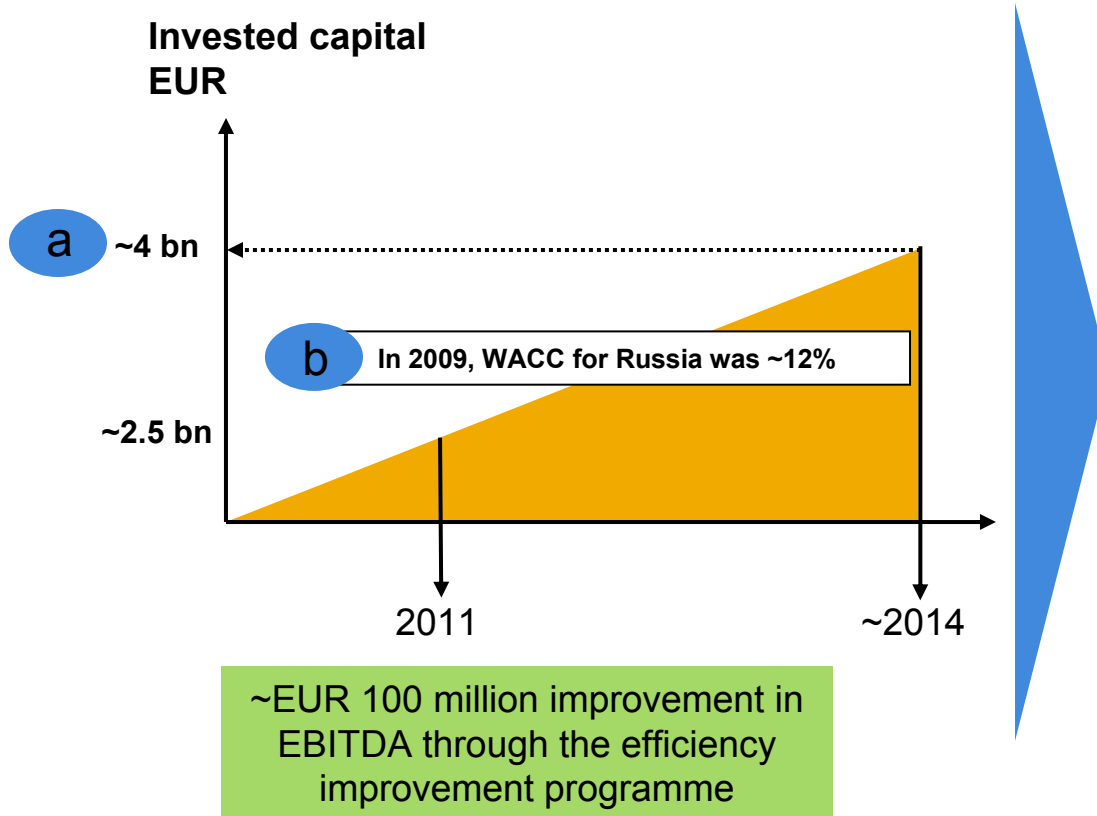 Invested capital
EUR
a
~4 bn
b
In 2009, WACC for Russia was ~12%
~2.5 bn
2011
~2014
~EUR 100 million improvement in
EBITDA through the efficiency
improvement programme